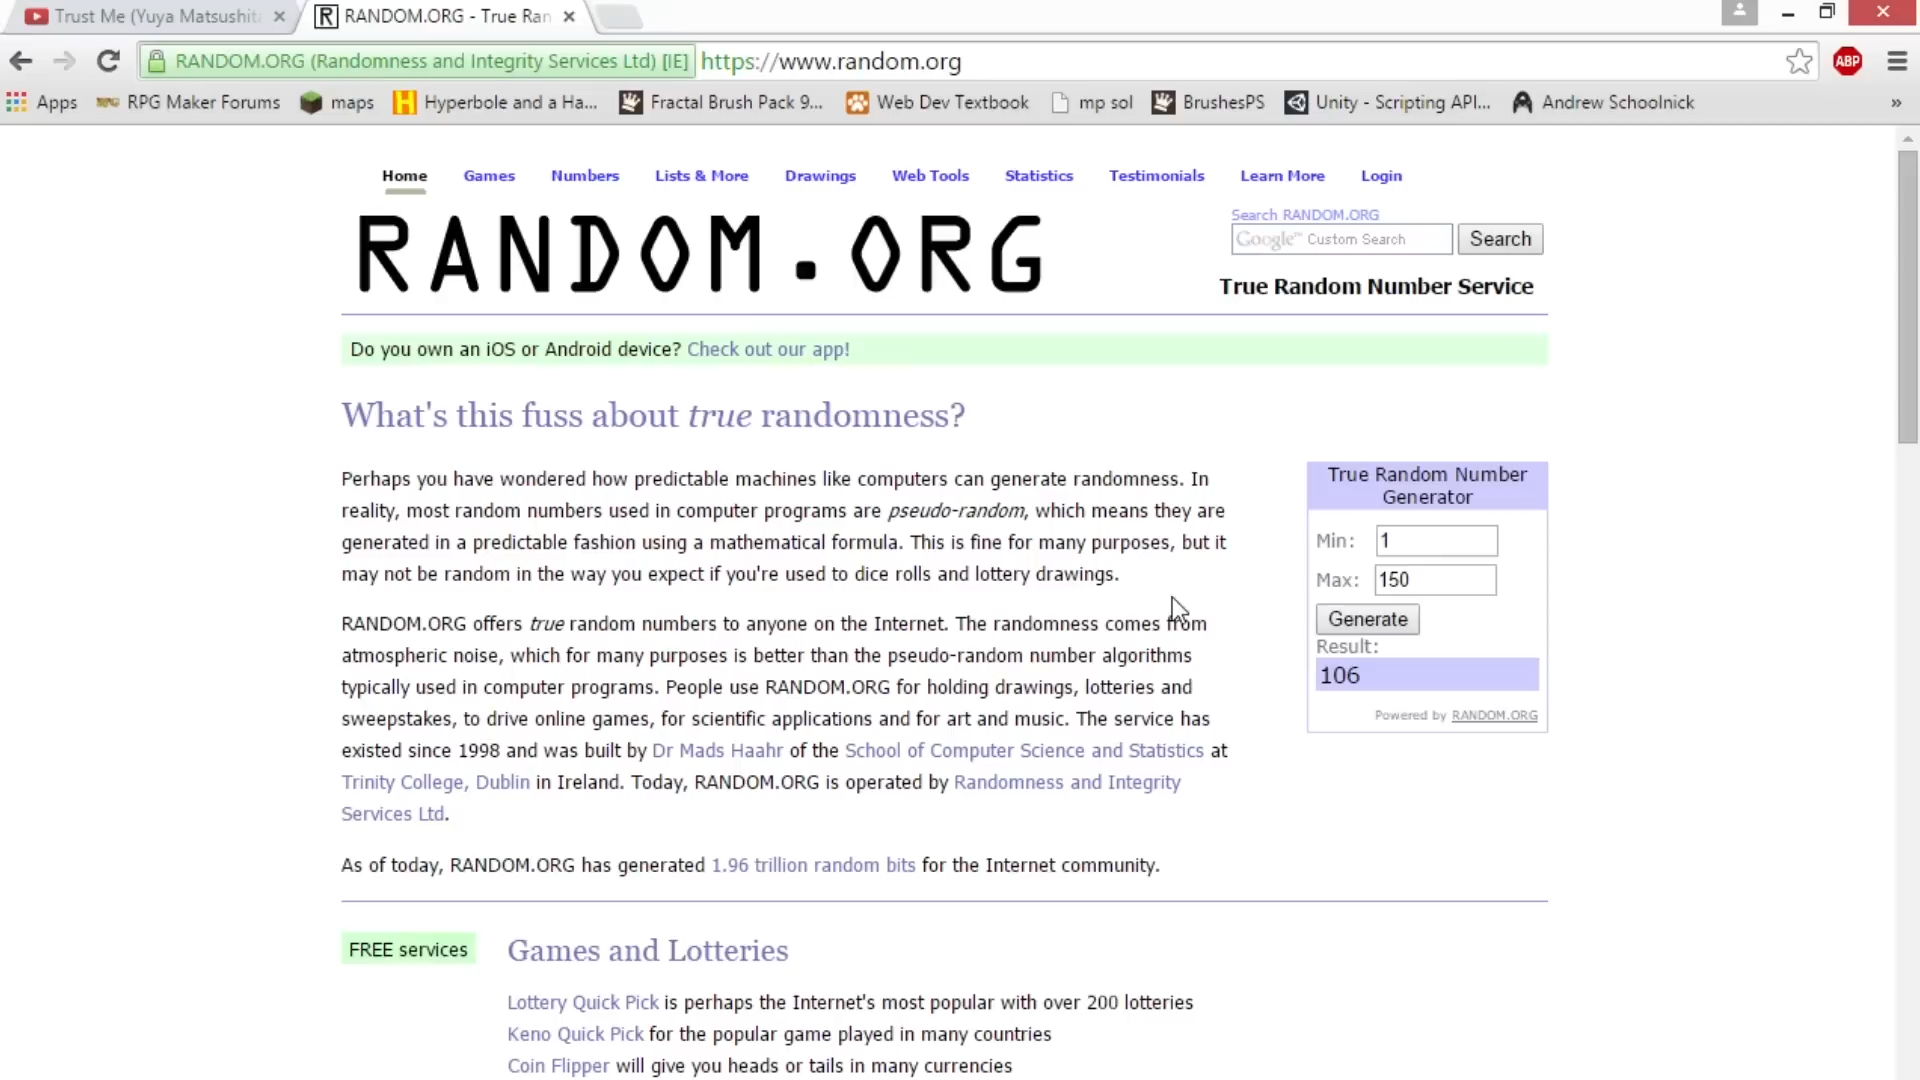 Trust Me (Yuya Matsushit
RANDOM.ORG - True Ran
RANDOM.ORG (Randomness and Integrity Services Ltd) [IE] https://www.random.org
ABP
Apps RPG Maker Forums maps Hyperbole and a Ha... Fractal Brush Pack 9... Web Dev Textbook mp sol BrushesPS Unity - Scripting API... Andrew Schoolnick »
Home Games Numbers Lists & More Drawings Web Tools Statistics Testimonials Learn More Login
RANDOM.ORG
Search RANDOM.ORG
Google™ Custom Search Search
True Random Number Service
Do you own an iOS or Android device? Check out our app!
What's this fuss about true randomness?
Perhaps you have wondered how predictable machines like computers can generate randomness. In
reality, most random numbers used in computer programs are pseudo-random, which means they are
generated in a predictable fashion using a mathematical formula. This is fine for many purposes, but it
may not be random in the way you expect if you're used to dice rolls and lottery drawings.
RANDOM.ORG offers true random numbers to anyone on the Internet. The randomness comes from
atmospheric noise, which for many purposes is better than the pseudo-random number algorithms
typically used in computer programs. People use RANDOM.ORG for holding drawings, lotteries and
sweepstakes, to drive online games, for scientific applications and for art and music. The service has
existed since 1998 and was built by Dr Mads Haahr of the School of Computer Science and Statistics at
Trinity College, Dublin in Ireland. Today, RANDOM.ORG is operated by Randomness and Integrity
Services Ltd.
As of today, RANDOM.ORG has generated 1.96 trillion random bits for the Internet community.
True Random Number
Generator
Min: 1
Max: 150
Generate
Result:
106
Powered by RANDOM.ORG
FREE services
Games and Lotteries
Lottery Quick Pick is perhaps the Internet's most popular with over 200 lotteries
Keno Quick Pick for the popular game played in many countries
Coin Flipper will give you heads or tails in many currencies